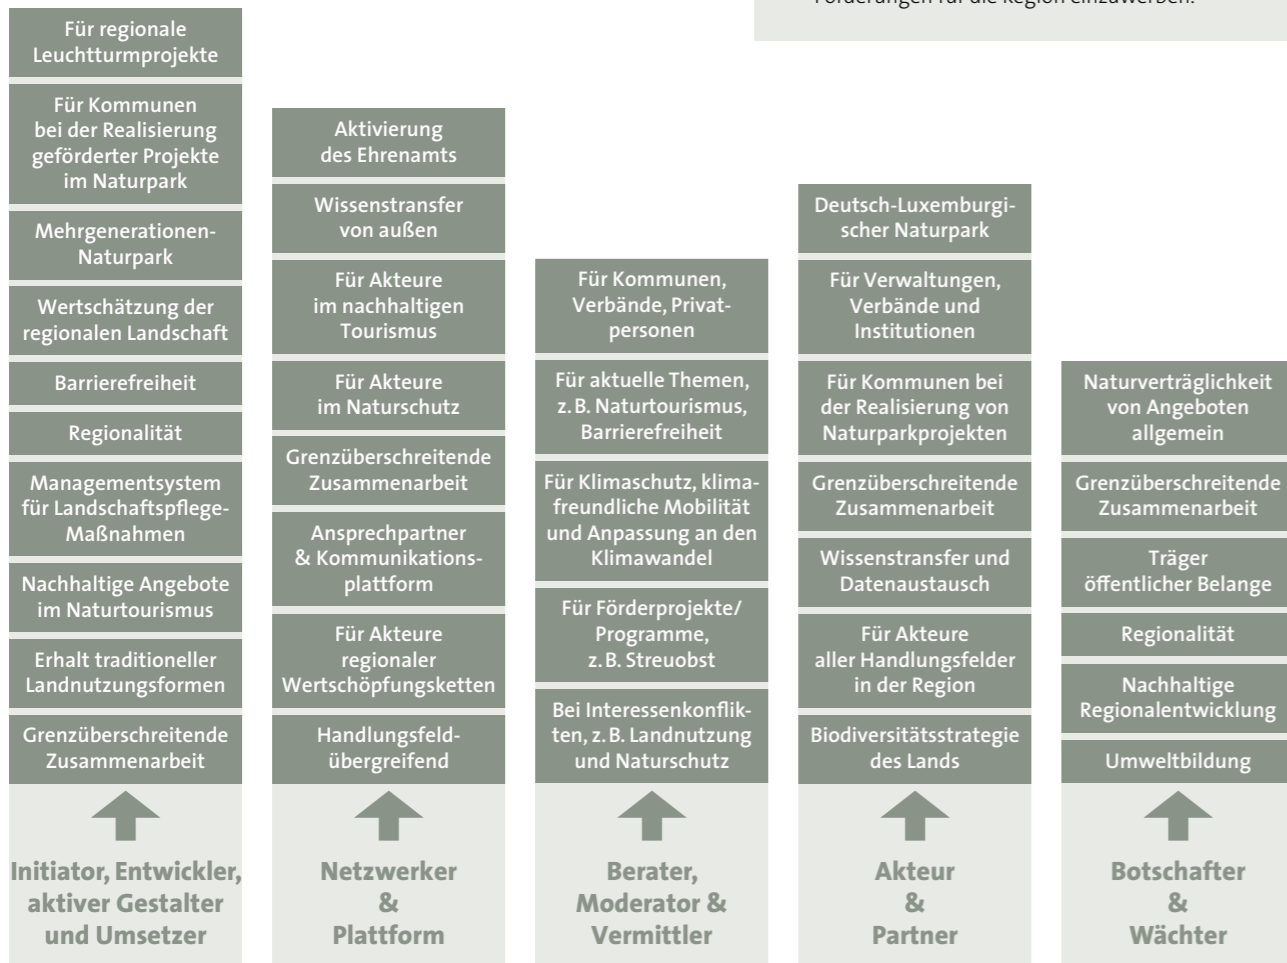 Förderungen für die Region einzuwerben.
Für regionale
Leuchtturmprojekte
Für Kommunen
bei der Realisierung
geförderter Projekte
im Naturpark
Mehrgenerationen-
Naturpark
Wertschätzung der
regionalen Landschaft
Barrierefreiheit
Regionalität
Managementsystem
für Landschaftspflege-
Maßnahmen
Nachhaltige Angebote
im Naturtourismus
Erhalt traditioneller
Landnutzungsformen
Grenzüberschreitende
Zusammenarbeit
Initiator, Entwickler,
aktiver Gestalter
und Umsetzer
Aktivierung
des Ehrenamts
Wissenstransfer
von außen
Für Akteure
im nachhaltigen
Tourismus
Für Akteure
im Naturschutz
Grenzüberschreitende
Zusammenarbeit
Ansprechpartner
& Kommunikations-
plattform
Für Akteure
regionaler
Wertschöpfungsketten
Handlungsfeld-
übergreifend
Netzwerker
&
Plattform
Für Kommunen,
Verbände, Privat-
personen
Für aktuelle Themen,
z. B. Naturtourismus,
Barrierefreiheit
Für Klimaschutz, klima-
freundliche Mobilität
und Anpassung an den
Klimawandel
Für Förderprojekte/
Programme,
z. B. Streuobst
Bei Interessenkonflik-
ten, z. B. Landnutzung
und Naturschutz
Berater,
Moderator &
Vermittler
Deutsch-Luxemburgi-
scher Naturpark
Für Verwaltungen,
Verbände und
Institutionen
Für Kommunen bei
der Realisierung von
Naturparkprojekten
Grenzüberschreitende
Zusammenarbeit
Wissenstransfer und
Datenaustausch
Für Akteure
aller Handlungsfelder
in der Region
Biodiversitätsstrategie
des Lands
Akteur
&
Partner
Naturverträglichkeit
von Angeboten
allgemein
Grenzüberschreitende
Zusammenarbeit
Träger
öffentlicher Belange
Regionalität
Nachhaltige
Regionalentwicklung
Umweltbildung
Botschafter
&
Wächter